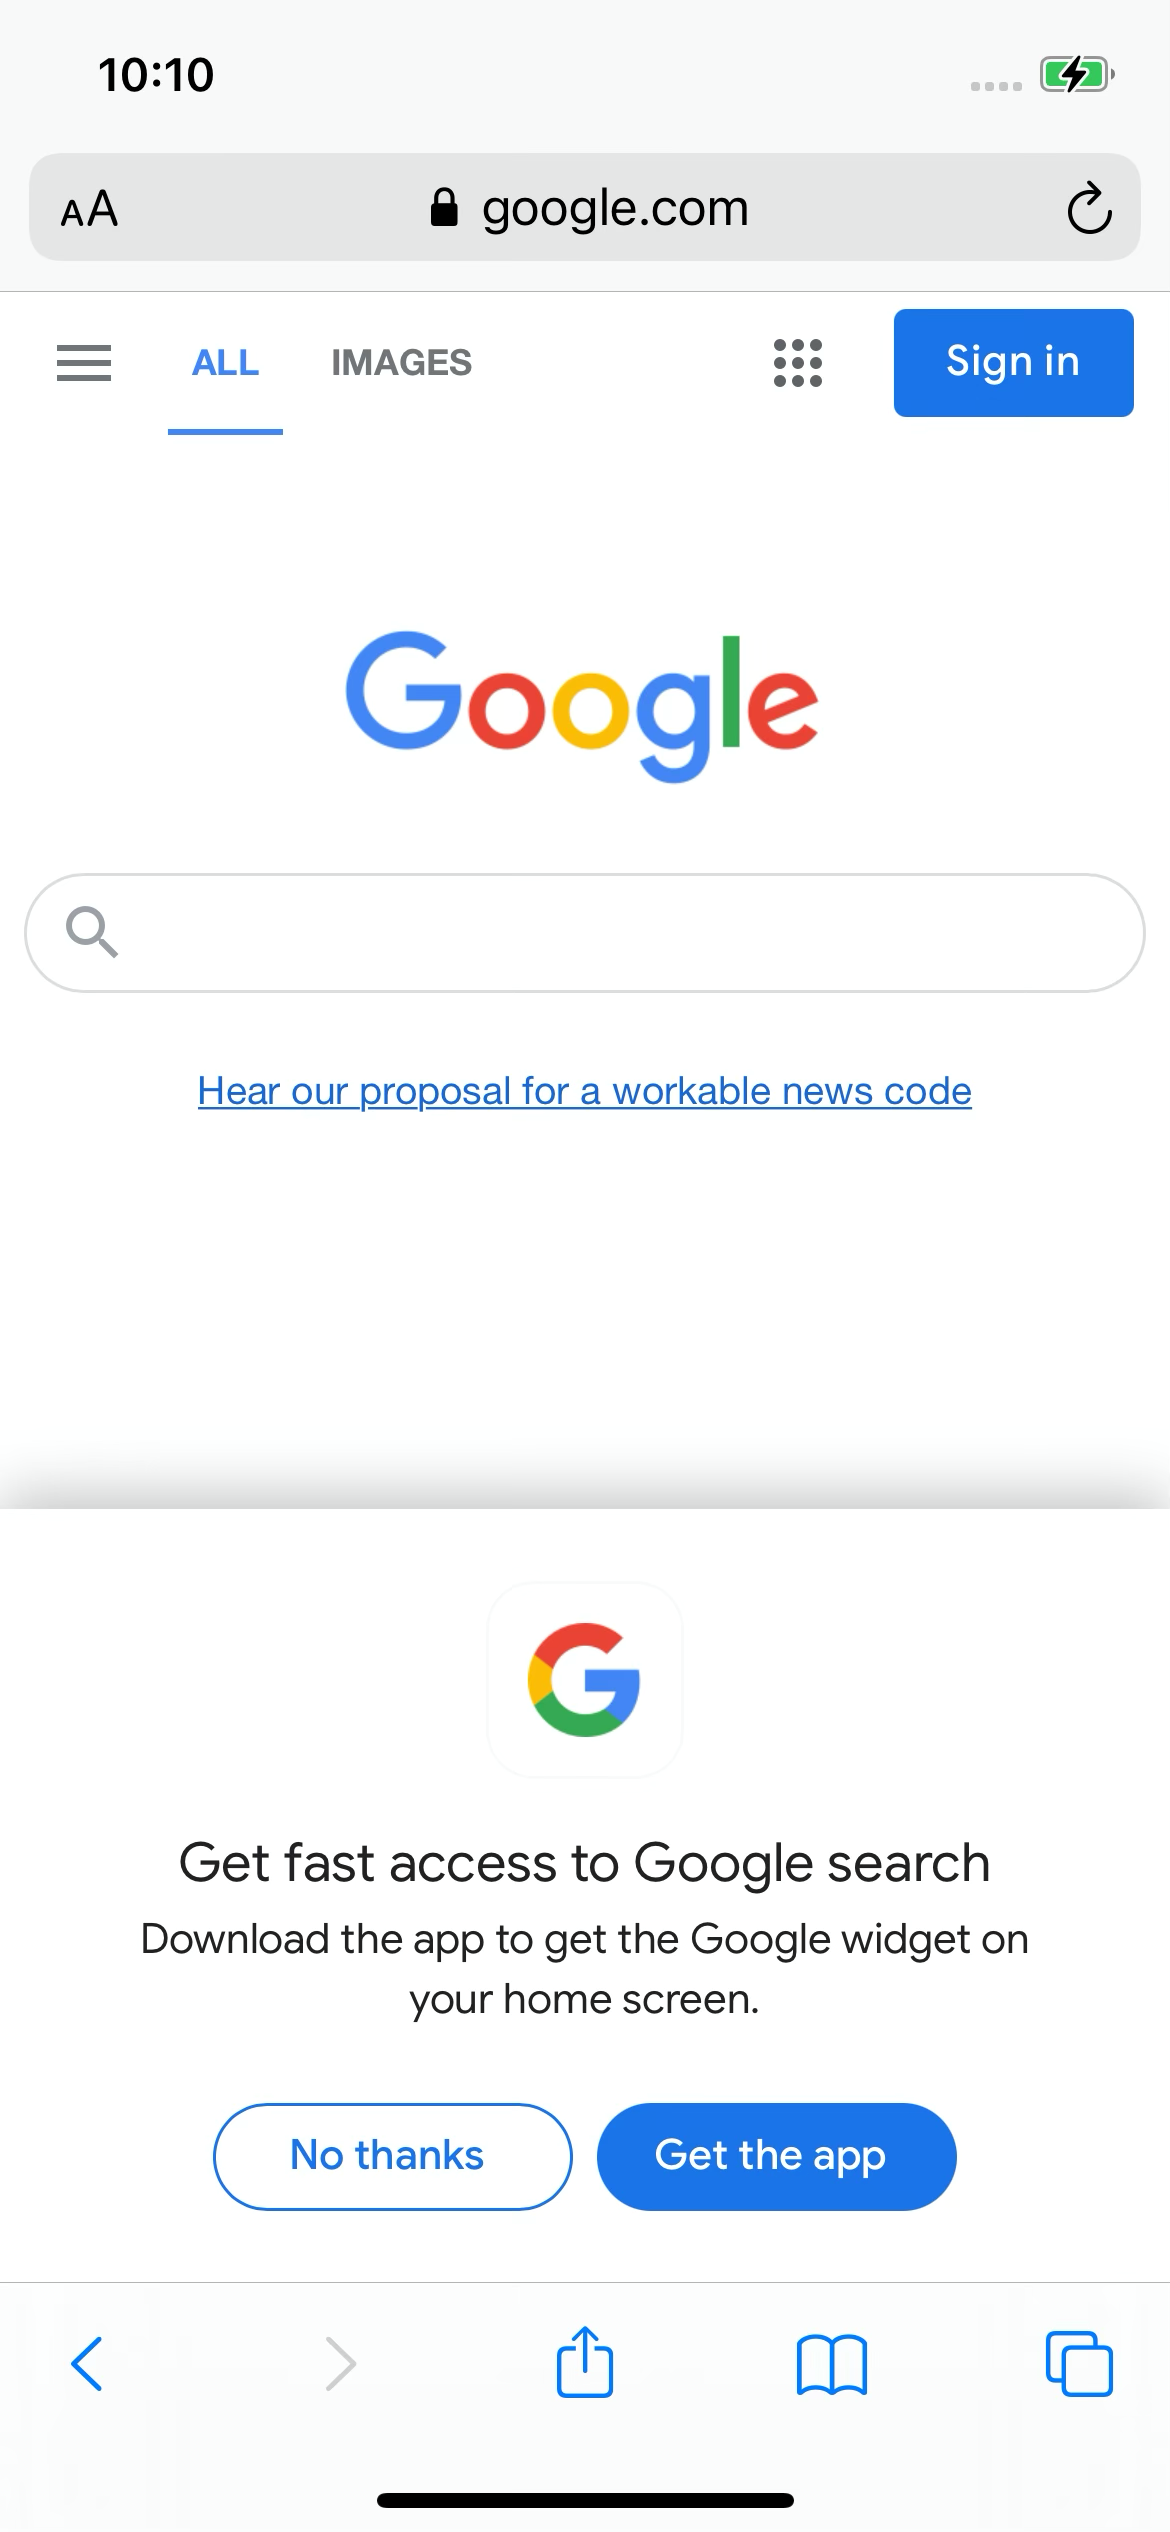 10:10
AA
google.com
ALL IMAGES
Sign in
Google
Hear our proposal for a workable news code
G
Get fast access to Google search
Download the app to get the Google widget on
your home screen.
No thanks
Get the app